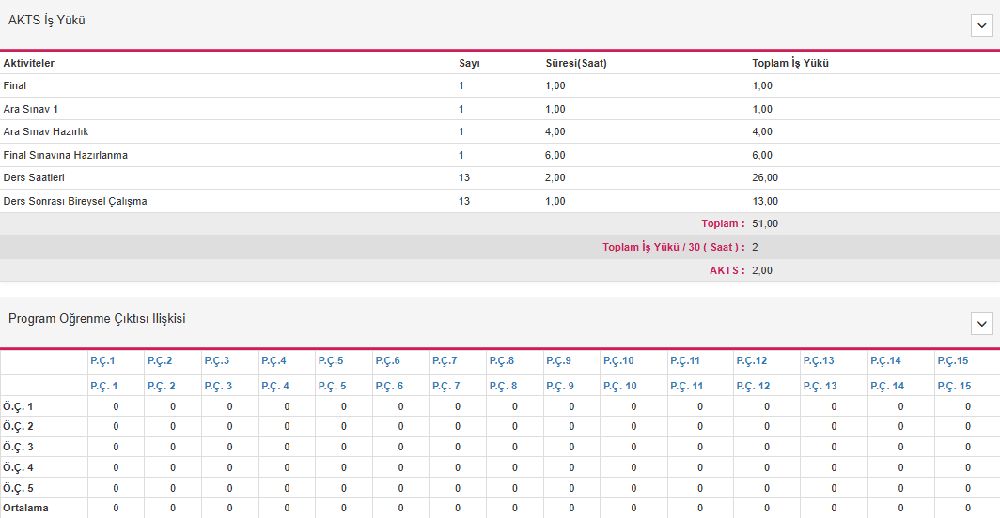 AKTS İş Yükü
Aktiviteler Sayı Süresi(Saat) Toplam İş Yükü
Final 1 1,00 1,00
Ara Sınav 1 1 1,00 1,00
Ara Sınav Hazırlık 1 4,00 4,00
Final Sınavına Hazırlanma 1 6,00 6,00
Ders Saatleri 13 2,00 26,00
Ders Sonrası Bireysel Çalışma 13 1,00 13,00
Toplam : 51,00
Toplam İş Yükü / 30 ( Saat ) : 2
AKTS : 2,00
Program Öğrenme Çıktısı İlişkisi
P.Ç.1 P.Ç.2 P.Ç.3 P.Ç.4 P.Ç.5 P.Ç.6 P.Ç.7 P.Ç.8 P.Ç.9 P.Ç.10 P.Ç.11 P.Ç.12 P.Ç.13 P.Ç.14 P.Ç.15
P.Ç. 1 P.Ç. 2 P.Ç. 3 P.Ç. 4 P.Ç. 5 P.Ç. 6 P.Ç. 7 P.Ç. 8 P.Ç. 9 P.Ç. 10 P.Ç. 11 P.Ç. 12 P.Ç. 13 P.Ç. 14 P.Ç. 15
Ö.Ç. 1 0 0 0 0 0 0 0 0 0 0 0 0 0 0 0
Ö.Ç. 2 0 0 0 0 0 0 0 0 0 0 0 0 0 0 0
Ö.Ç. 3 0 0 0 0 0 0 0 0 0 0 0 0 0 0 0
Ö.Ç. 4 0 0 0 0 0 0 0 0 0 0 0 0 0 0 0
Ö.Ç. 5 0 0 0 0 0 0 0 0 0 0 0 0 0 0 0
Ortalama 0 0 0 0 0 0 0 0 0 0 0 0 0 0 0